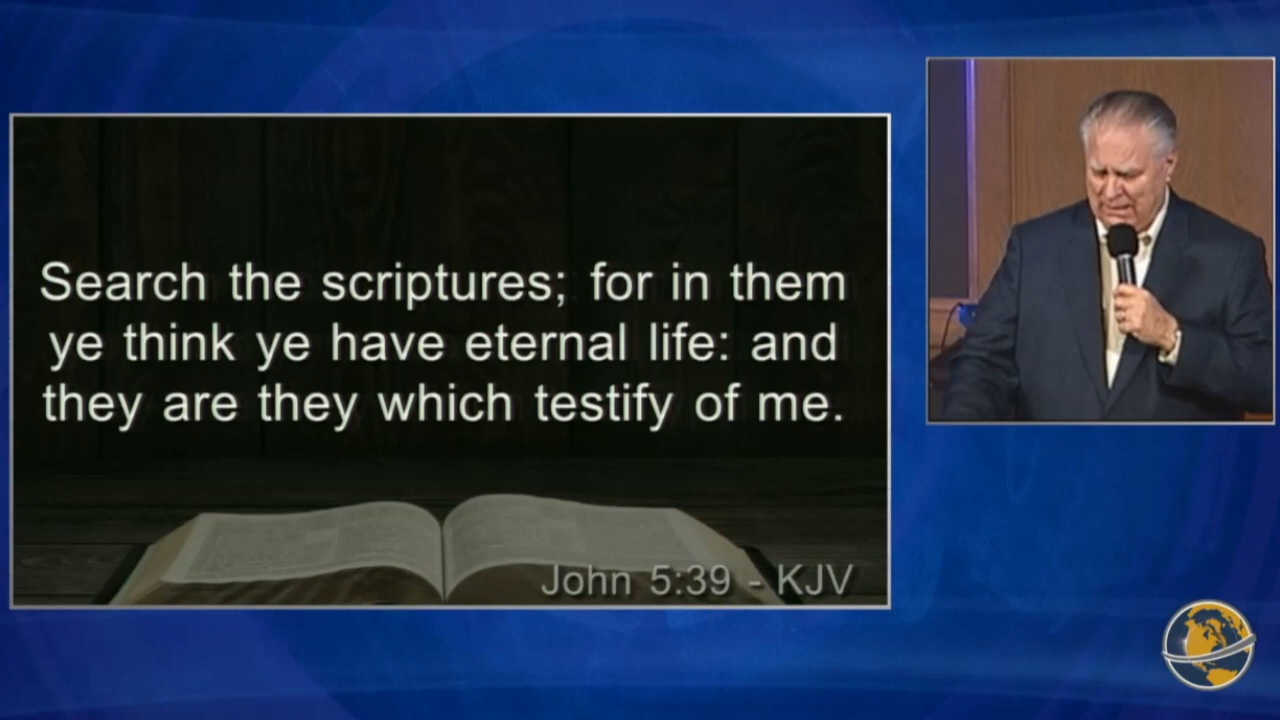 Search the scriptures; for in them
ye think ye have eternal life: and
they are they which testify of me.
John 5:39 - KJV